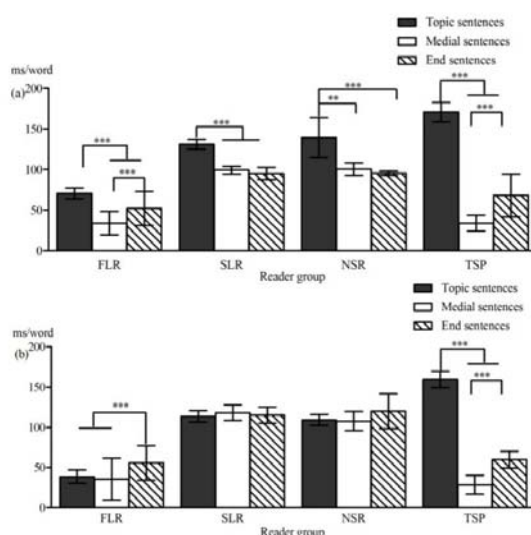 Topic sentences
Medial sentences
End sentences
ms/word
(a)
200
150
100
50
0
***
***
***
**
***
***
***
FLR
SLR
NSR
TSP
Reader group
Topic sentences
Medial sentences
End sentences
ms/word
(b)
200
150
100
50
0
***
***
***
FLR
SLR
NSR
TSP
Reader group